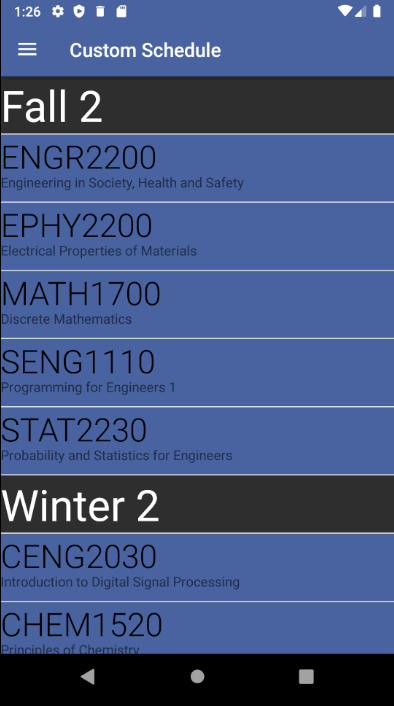 1:26
Custom Schedule
Fall 2
ENGR2200
Engineering in Society, Health and Safety
EPHY2200
Electrical Properties of Materials
MATH1700
Discrete Mathematics
SENG1110
Programming for Engineers 1
STAT2230
Probability and Statistics for Engineers
Winter 2
CENG2030
Introduction to Digital Signal Processing
CHEM1520
Principles of Chemistry